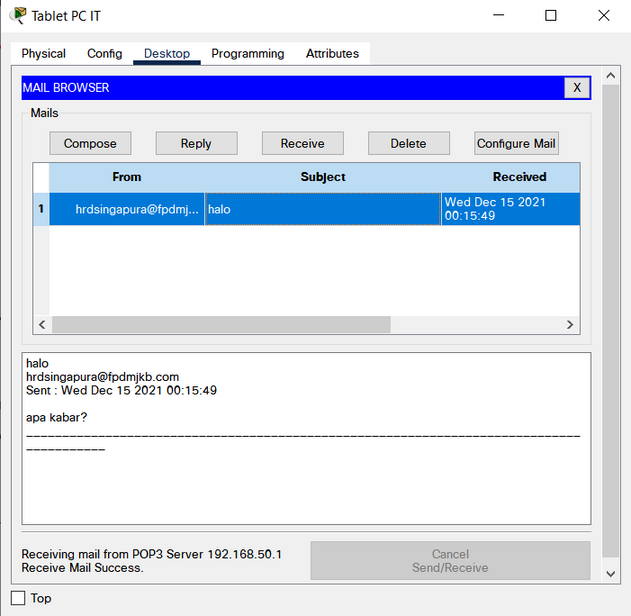 Tablet PC IT
Physical Config Desktop Programming Attributes
MAIL BROWSER X
Mails
Compose Reply Receive Delete Configure Mail
From Subject Received
1 hrdsingapura@fpdmj... halo Wed Dec 15 2021
00:15:49
halo
hrdsingapura@fpdmjkb.com
Sent : Wed Dec 15 2021 00:15:49
apa kabar?
Receiving mail from POP3 Server 192.168.50.1
Receive Mail Success.
Cancel
Send/Receive
Top